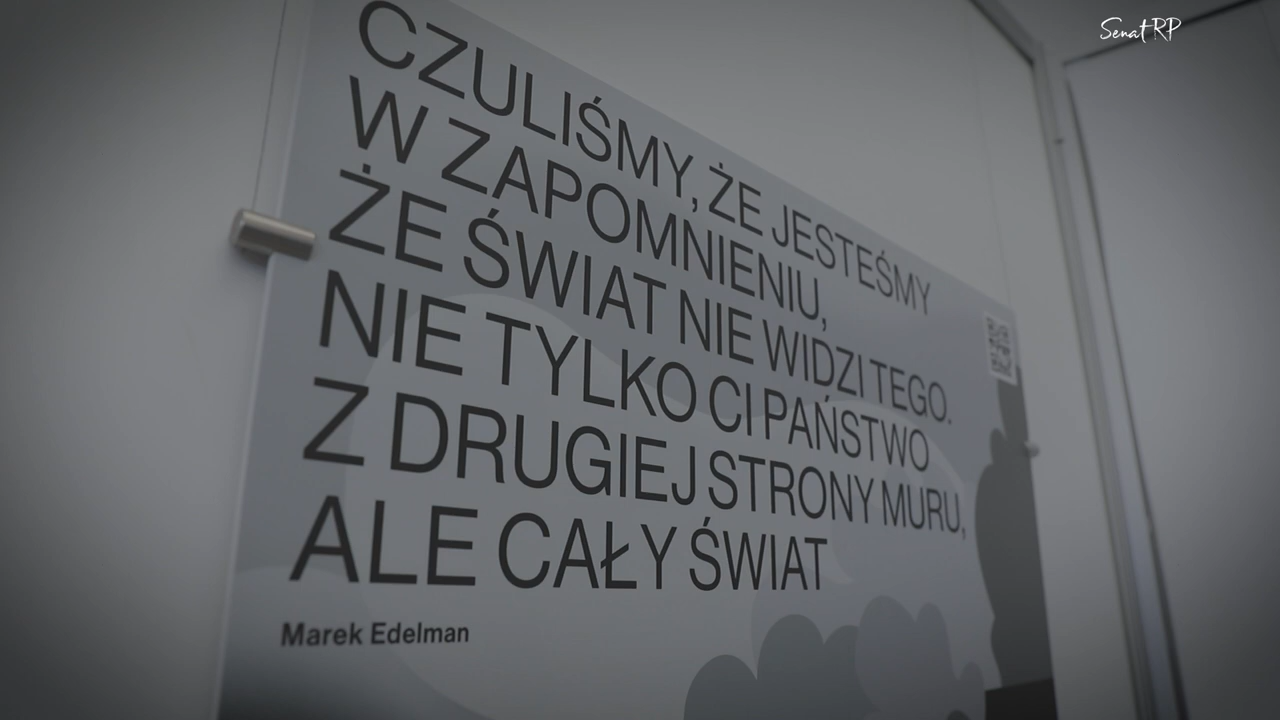 Senat RP
CZULIŚMY, ŻE JESTEŚMY
W ZAPOMNIENIU,
ŻE ŚWIAT NIE WIDZI TEGO.
NIE TYLKO CI PAŃSTWO
Z DRUGIEJ STRONY MURU,
ALE CAŁY ŚWIAT
Marek Edelman